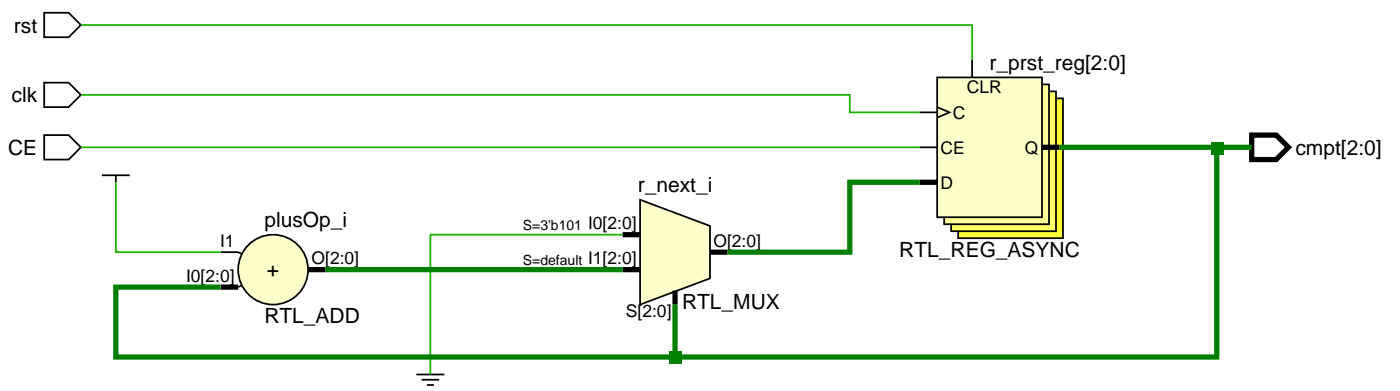 rst
r_prst_reg[2:0]
CLR
clk
C
CE
CE
Q
cmpt[2:0]
D
r_next_i
plusOp_i
S=3'b101 I0[2:0]
I1
O[2:0]
O[2:0]
RTL_REG_ASYNC
S=default I1[2:0]
+
I0[2:0]
S[2:0]
RTL_MUX
RTL_ADD